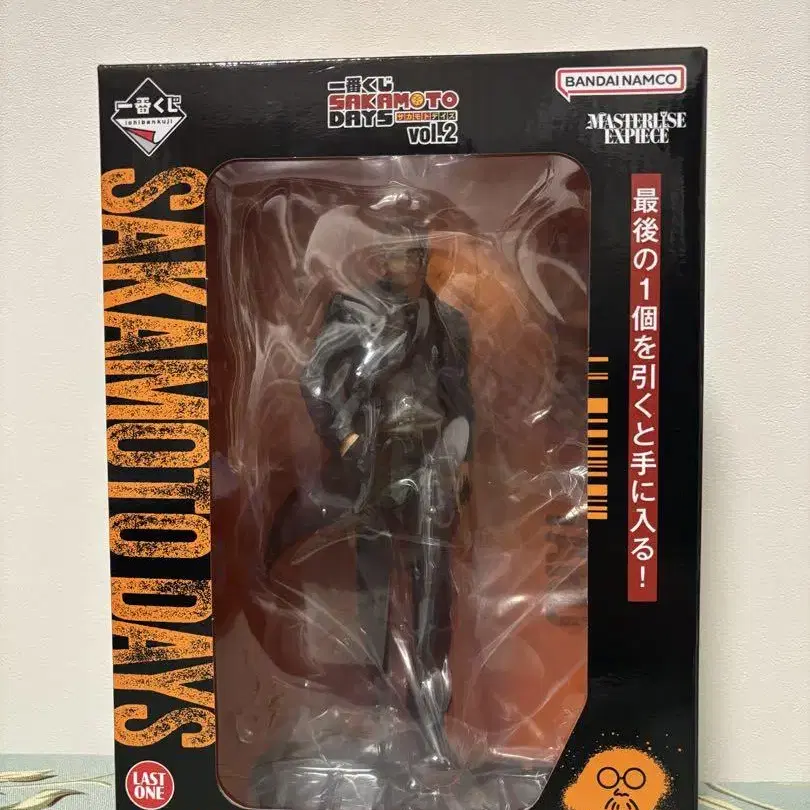 一番くじ
ichibankuji
一番くじ
SAKAMOTO
DAYS サカモトデイズ
vol.2
BANDAI NAMCO
MASTERLISE
EXPIECE
SAKAMOTO DAYS
最後の1個を引くと手に入る!
LAST
ONE